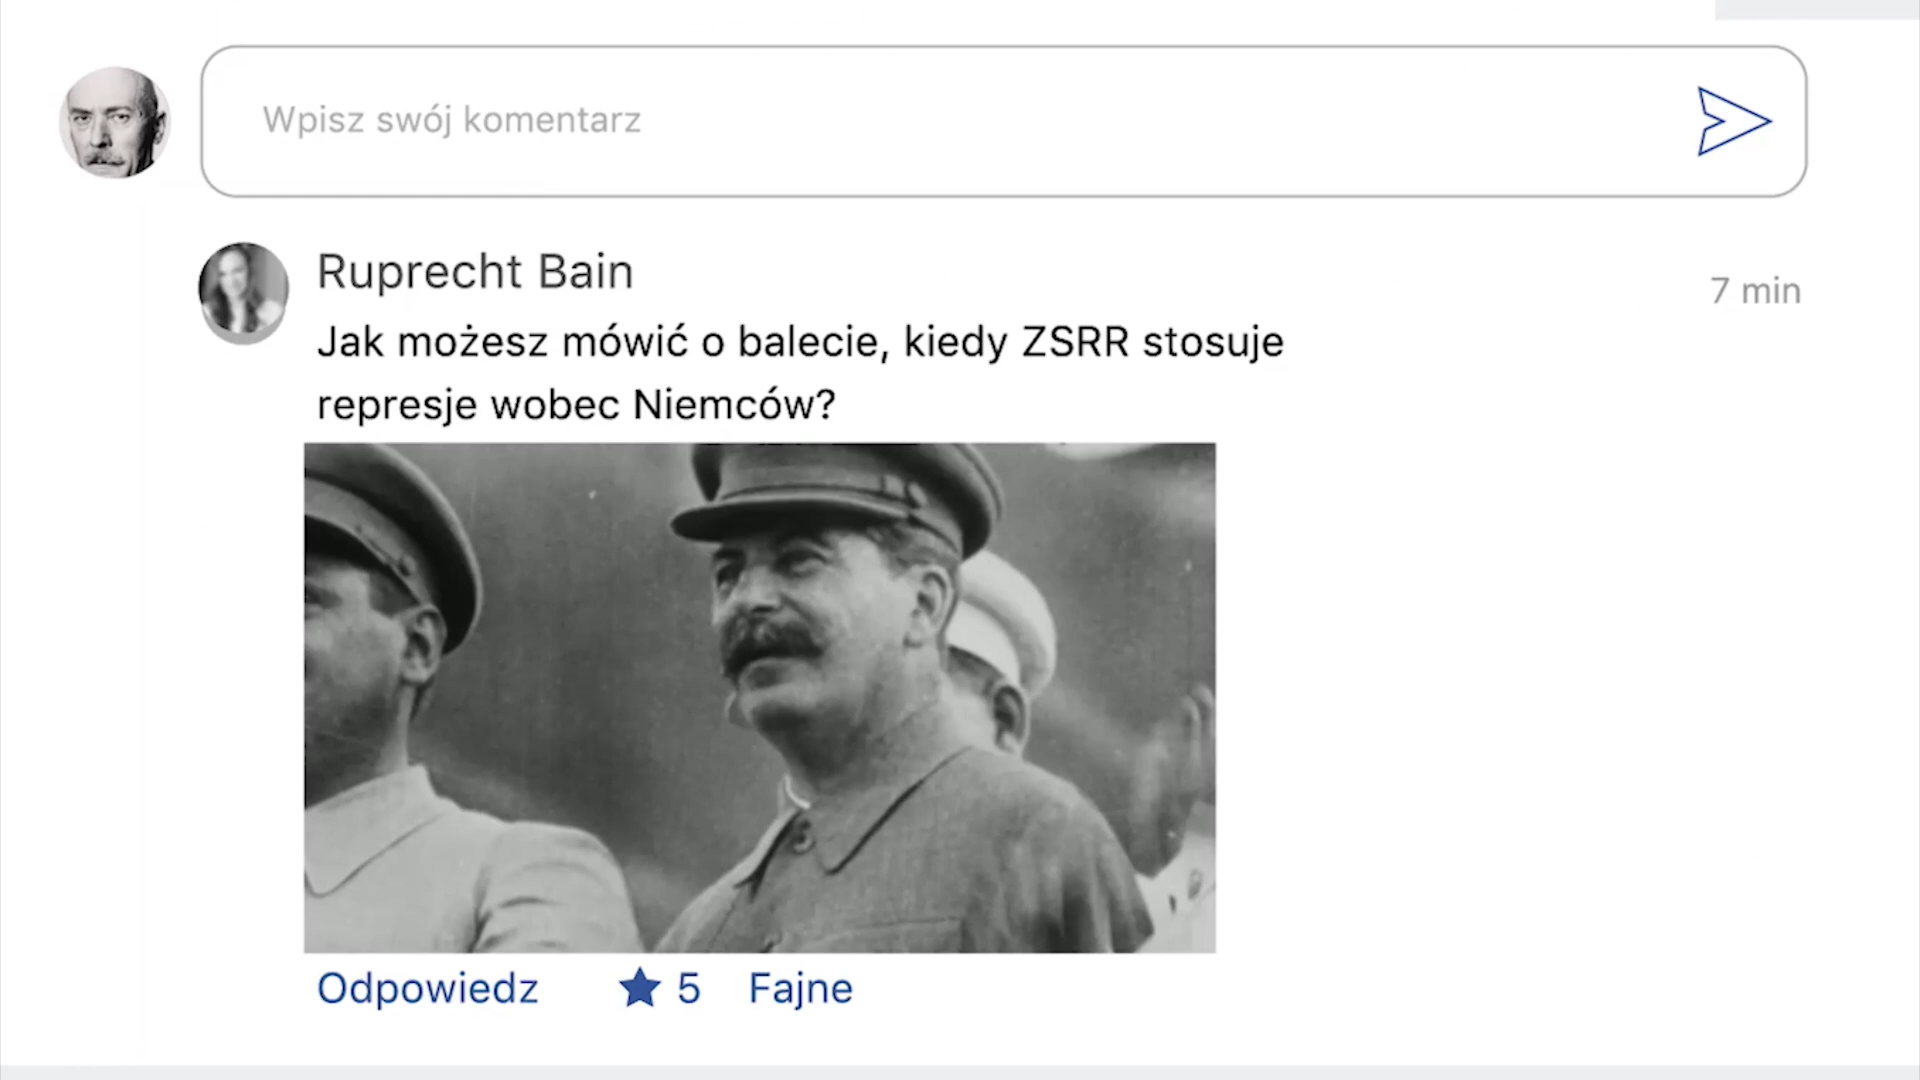 Wpisz swój komentarz
Ruprecht Bain
7 min
Jak możesz mówić o balecie, kiedy ZSRR stosuje
represje wobec Niemców?
Odpowiedz ★ 5 Fajne